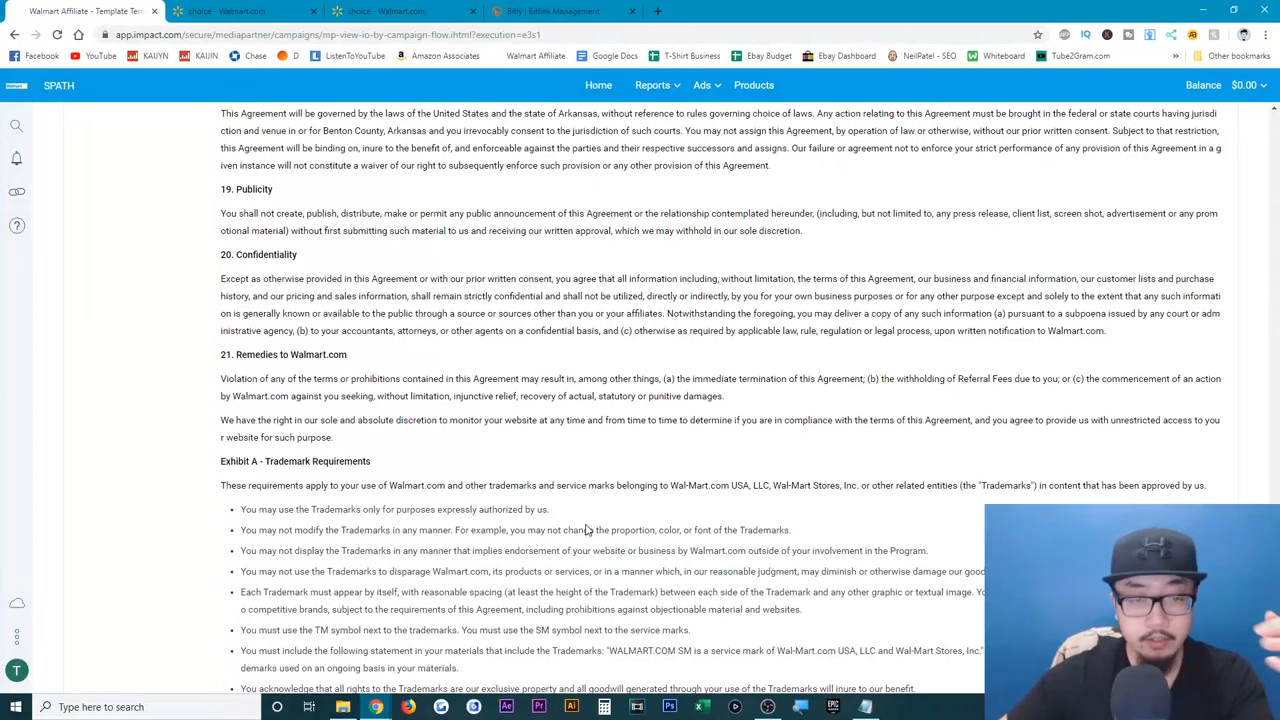 Walmart Affiliate - Template Ter
choice - Walmart.com
choice - Walmart.com
Bitly | Bitlink Management
app.impact.com/secure/mediapartner/campaigns/mp-view-io-by-campaign-flow.ihtml?execution=e3s1
Facebook
YouTube
KAIJYN
KAIJIN
Chase
D
ListenToYouTube
Amazon Associates
Walmart Affiliate
Google Docs
T-Shirt Business
Ebay Budget
Ebay Dashboard
NeilPatel - SEO
Whiteboard
Tube2Gram.com
Other bookmarks
SPATH
Home
Reports
Ads
Products
Balance $0.00
This Agreement will be governed by the laws of the United States and the state of Arkansas, without reference to rules governing choice of laws. Any action relating to this Agreement must be brought in the federal or state courts having jurisdi
ction and venue in or for Benton County, Arkansas and you irrevocably consent to the jurisdiction of such courts. You may not assign this Agreement, by operation of law or otherwise, without our prior written consent. Subject to that restriction,
this Agreement will be binding on, inure to the benefit of, and enforceable against the parties and their respective successors and assigns. Our failure or agreement not to enforce your strict performance of any provision of this Agreement in a g
iven instance will not constitute a waiver of our right to subsequently enforce such provision or any other provision of this Agreement.
19. Publicity
You shall not create, publish, distribute, make or permit any public announcement of this Agreement or the relationship contemplated hereunder, (including, but not limited to, any press release, client list, screen shot, advertisement or any prom
otional material) without first submitting such material to us and receiving our written approval, which we may withhold in our sole discretion.
20. Confidentiality
Except as otherwise provided in this Agreement or with our prior written consent, you agree that all information including, without limitation, the terms of this Agreement, our business and financial information, our customer lists and purchase
history, and our pricing and sales information, shall remain strictly confidential and shall not be utilized, directly or indirectly, by you for your own business purposes or for any other purpose except and solely to the extent that any such informati
on is generally known or available to the public through a source or sources other than you or your affiliates. Notwithstanding the foregoing, you may deliver a copy of any such information (a) pursuant to a subpoena issued by any court or adm
inistrative agency, (b) to your accountants, attorneys, or other agents on a confidential basis, and (c) otherwise as required by applicable law, rule, regulation or legal process, upon written notification to Walmart.com.
21. Remedies to Walmart.com
Violation of any of the terms or prohibitions contained in this Agreement may result in, among other things, (a) the immediate termination of this Agreement; (b) the withholding of Referral Fees due to you; or (c) the commencement of an action
by Walmart.com against you seeking, without limitation, injunctive relief, recovery of actual, statutory or punitive damages.
We have the right in our sole and absolute discretion to monitor your website at any time and from time to time to determine if you are in compliance with the terms of this Agreement, and you agree to provide us with unrestricted access to you
r website for such purpose.
Exhibit A - Trademark Requirements
These requirements apply to your use of Walmart.com and other trademarks and service marks belonging to Wal-Mart.com USA, LLC, Wal-Mart Stores, Inc. or other related entities (the "Trademarks") in content that has been approved by us.
• You may use the Trademarks only for purposes expressly authorized by us.
• You may not modify the Trademarks in any manner. For example, you may not change the proportion, color, or font of the Trademarks.
• You may not display the Trademarks in any manner that implies endorsement of your website or business by Walmart.com outside of your involvement in the Program.
• You may not use the Trademarks to disparage Walmart.com, its products or services, or in a manner which, in our reasonable judgment, may diminish or otherwise damage our good
• Each Trademark must appear by itself, with reasonable spacing (at least the height of the Trademark) between each side of the Trademark and any other graphic or textual image. Y
o competitive brands, subject to the requirements of this Agreement, including prohibitions against objectionable material and websites.
• You must use the TM symbol next to the trademarks. You must use the SM symbol next to the service marks.
• You must include the following statement in your materials that include the Trademarks: "WALMART.COM SM is a service mark of Wal-Mart.com USA, LLC and Wal-Mart Stores, Inc."
demarks used on an ongoing basis in your materials.
• You acknowledge that all rights to the Trademarks are our exclusive property and all goodwill generated through your use of the Trademarks will inure to our benefit.
T
Type here to search